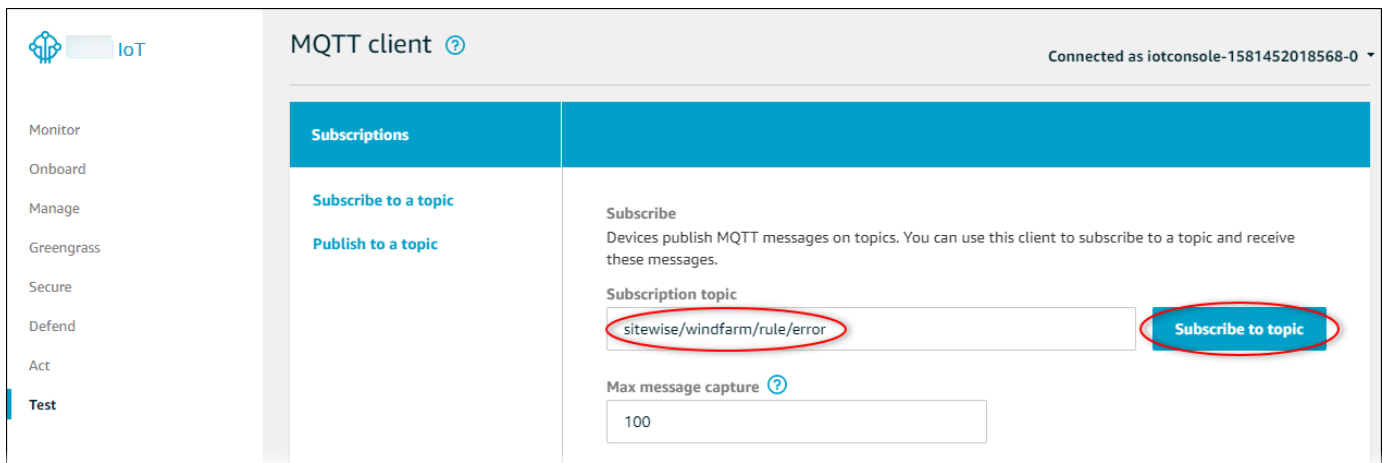 IoT
MQTT client ?
Connected as iotconsole-1581452018568-0
Monitor
Onboard
Manage
Greengrass
Secure
Defend
Act
Test
Subscriptions
Subscribe to a topic
Publish to a topic
Subscribe
Devices publish MQTT messages on topics. You can use this client to subscribe to a topic and receive
these messages.
Subscription topic
sitewise/windfarm/rule/error
Subscribe to topic
Max message capture ?
100